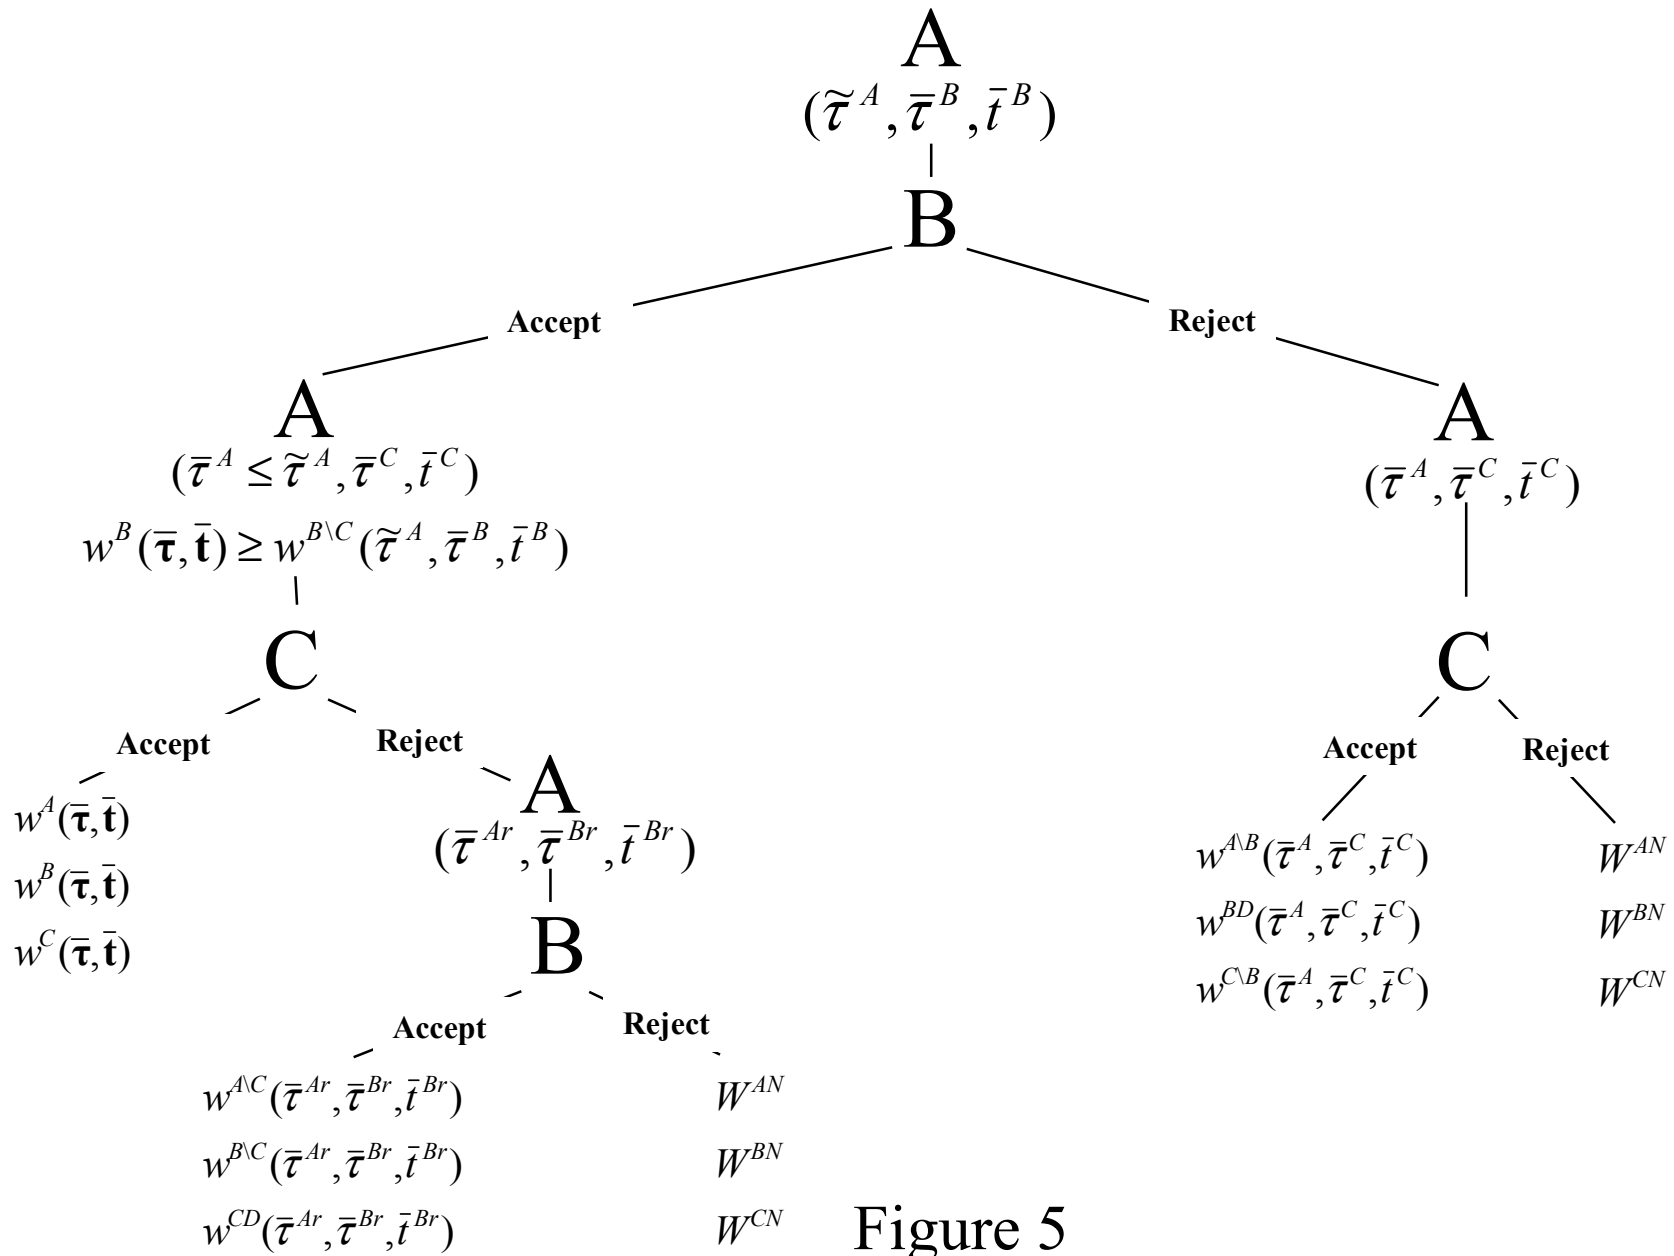 A
(τ̃^A, τ̄^B, t̄^B)
B
Accept
Reject
A
(τ̄^A ≤ τ̃^A, τ̄^C, t̄^C)
w^B(τ̄, t̄) ≥ w^{B\C}(τ̃^A, τ̄^B, t̄^B)
A
(τ̄^A, τ̄^C, t̄^C)
C
Accept
Reject
w^A(τ̄, t̄)
w^B(τ̄, t̄)
w^C(τ̄, t̄)
A
(τ̄^{Ar}, τ̄^{Br}, t̄^{Br})
B
Accept
Reject
w^{A\C}(τ̄^{Ar}, τ̄^{Br}, t̄^{Br})
w^{B\C}(τ̄^{Ar}, τ̄^{Br}, t̄^{Br})
w^{CD}(τ̄^{Ar}, τ̄^{Br}, t̄^{Br})
W^{AN}
W^{BN}
W^{CN}
C
Accept
Reject
w^{A\B}(τ̄^A, τ̄^C, t̄^C)
w^{BD}(τ̄^A, τ̄^C, t̄^C)
w^{C\B}(τ̄^A, τ̄^C, t̄^C)
W^{AN}
W^{BN}
W^{CN}
Figure 5